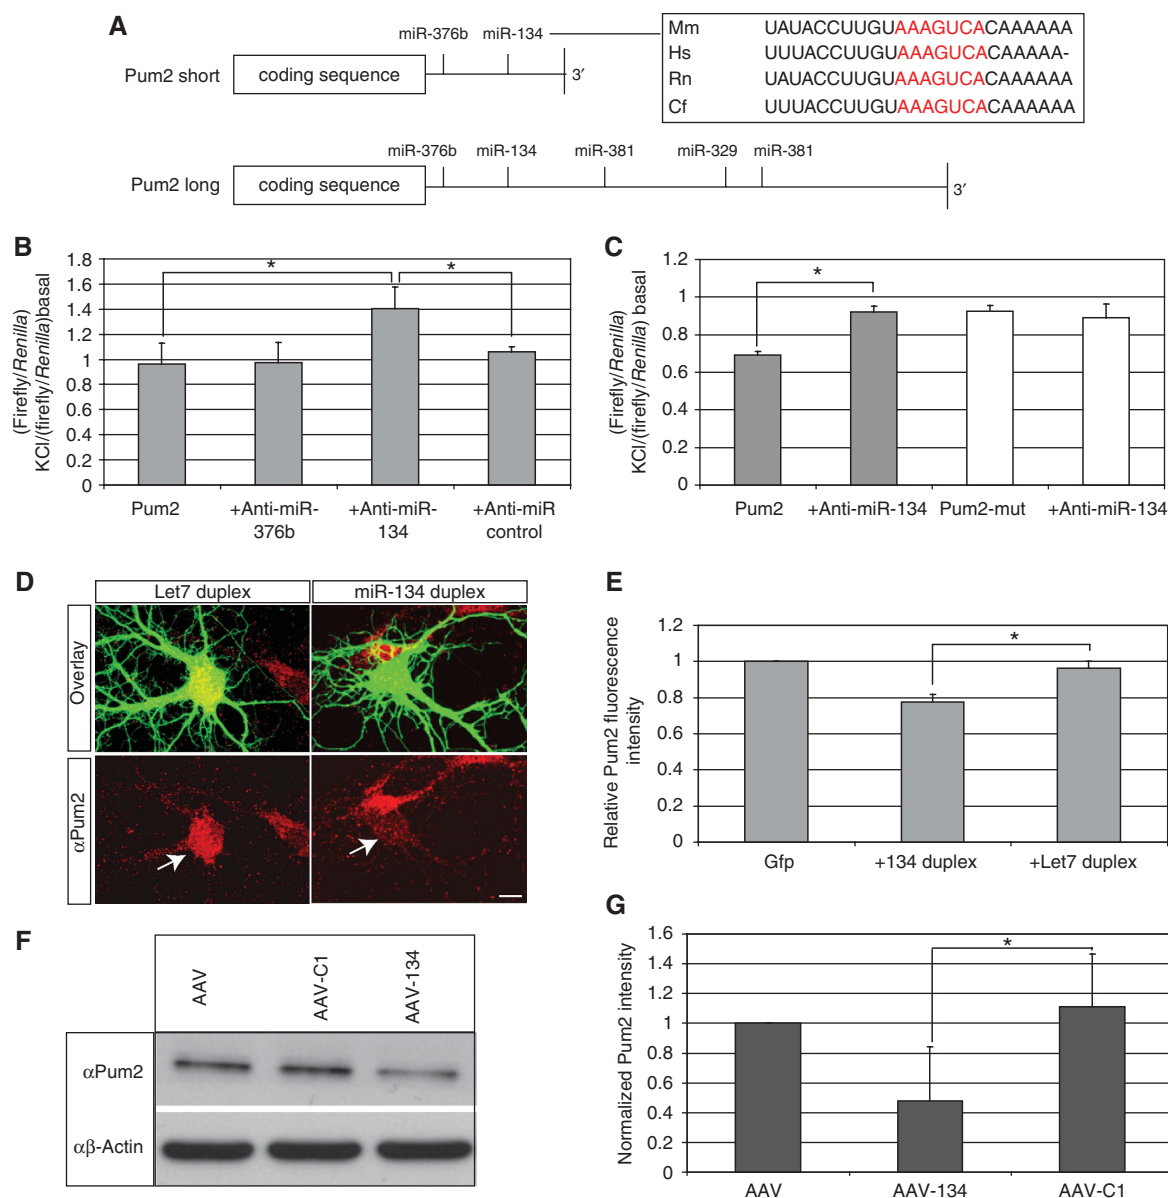 A
miR-376b miR-134
Pum2 short
coding sequence
3′
Mm UAUACCUUGUAAAGUCACAAAAAA
Hs UUUACCUUGUAAAGUCACAAAAA-
Rn UAUACCUUGUAAAGUCACAAAAAA
Cf UUUACCUUGUAAAGUCACAAAAAA
miR-376b miR-134 miR-381 miR-329 miR-381
Pum2 long
coding sequence
3′
B
(Firefly/Renilla)
KCl/(firefly/Renilla)basal
1.8
1.6
1.4
1.2
1
0.8
0.6
0.4
0.2
0
* *
Pum2
+Anti-miR-
376b
+Anti-miR-
134
+Anti-miR
control
C
(Firefly/Renilla)
KCl/(firefly/Renilla) basal
1.2
1
0.8
0.6
0.4
0.2
0
*
Pum2 +Anti-miR-134 Pum2-mut +Anti-miR-134
D
Let7 duplex miR-134 duplex
Overlay
αPum2
E
Relative Pum2 fluorescence
intensity
1.2
1
0.8
0.6
0.4
0.2
0
*
Gfp +134 duplex +Let7 duplex
F
AAV
AAV-C1
AAV-134
αPum2
αβ-Actin
G
Normalized Pum2 intensity
1.6
1.4
1.2
1
0.8
0.6
0.4
0.2
0
*
AAV AAV-134 AAV-C1